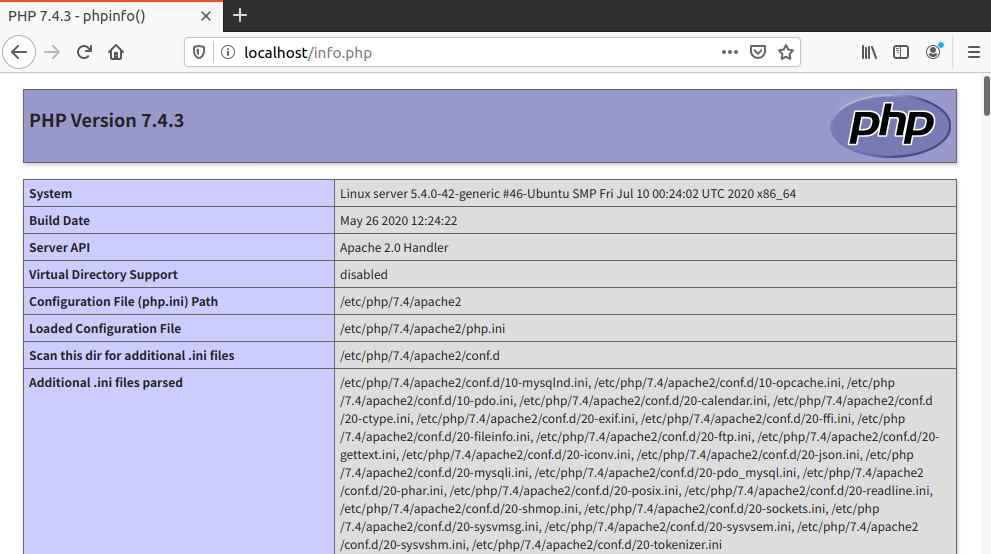 PHP 7.4.3 - phpinfo()
localhost/info.php
PHP Version 7.4.3
php
System Linux server 5.4.0-42-generic #46-Ubuntu SMP Fri Jul 10 00:24:02 UTC 2020 x86_64
Build Date May 26 2020 12:24:22
Server API Apache 2.0 Handler
Virtual Directory Support disabled
Configuration File (php.ini) Path /etc/php/7.4/apache2
Loaded Configuration File /etc/php/7.4/apache2/php.ini
Scan this dir for additional .ini files /etc/php/7.4/apache2/conf.d
Additional .ini files parsed /etc/php/7.4/apache2/conf.d/10-mysqlnd.ini, /etc/php/7.4/apache2/conf.d/10-opcache.ini, /etc/php
/7.4/apache2/conf.d/10-pdo.ini, /etc/php/7.4/apache2/conf.d/20-calendar.ini, /etc/php/7.4/apache2/conf.d
/20-ctype.ini, /etc/php/7.4/apache2/conf.d/20-exif.ini, /etc/php/7.4/apache2/conf.d/20-ffi.ini, /etc/php
/7.4/apache2/conf.d/20-fileinfo.ini, /etc/php/7.4/apache2/conf.d/20-ftp.ini, /etc/php/7.4/apache2/conf.d/20-
gettext.ini, /etc/php/7.4/apache2/conf.d/20-iconv.ini, /etc/php/7.4/apache2/conf.d/20-json.ini, /etc/php
/7.4/apache2/conf.d/20-mysqli.ini, /etc/php/7.4/apache2/conf.d/20-pdo_mysql.ini, /etc/php/7.4/apache2
/conf.d/20-phar.ini, /etc/php/7.4/apache2/conf.d/20-posix.ini, /etc/php/7.4/apache2/conf.d/20-readline.ini,
/etc/php/7.4/apache2/conf.d/20-shmop.ini, /etc/php/7.4/apache2/conf.d/20-sockets.ini, /etc/php
/7.4/apache2/conf.d/20-sysvmsg.ini, /etc/php/7.4/apache2/conf.d/20-sysvsem.ini, /etc/php/7.4/apache2
/conf.d/20-sysvshm.ini, /etc/php/7.4/apache2/conf.d/20-tokenizer.ini